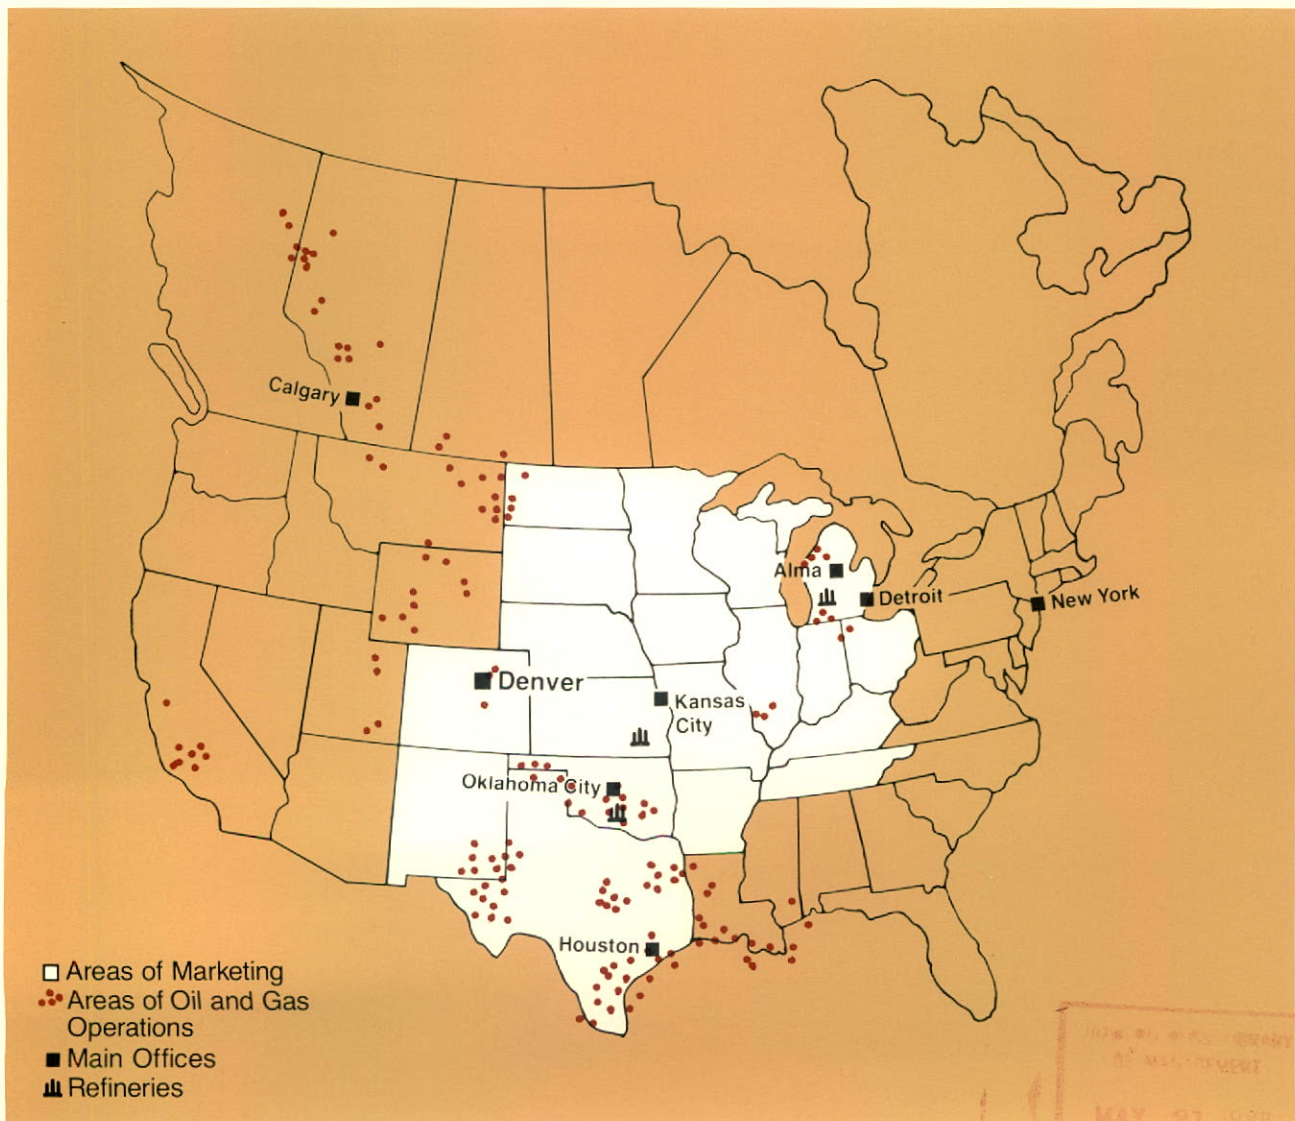 Calgary
Alma
Detroit
New York
Denver
Kansas
City
Oklahoma City
Houston
Areas of Marketing
Areas of Oil and Gas
Operations
Main Offices
Refineries